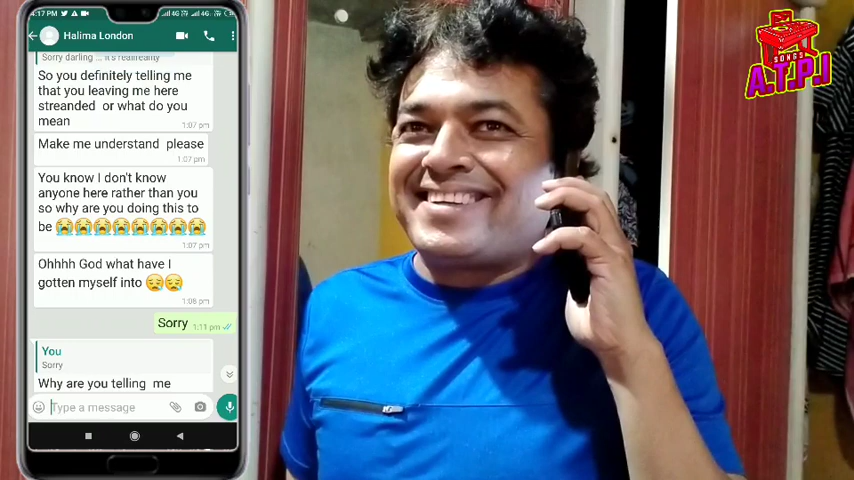 4:17 PM
Halima London
Sorry darling ... it's realireality
So you definitely telling me
that you leaving me here
streanded or what do you
mean
1:07 pm
Make me understand please
1:07 pm
You know I don't know
anyone here rather than you
so why are you doing this to
be 😭😭😭😭😭😭😭😭
1:07 pm
Ohhhh God what have I
gotten myself into 😥😥
1:08 pm
Sorry 1:11 pm
You
Sorry
Why are you telling me
Type a message
SONGS
A.T.P.I